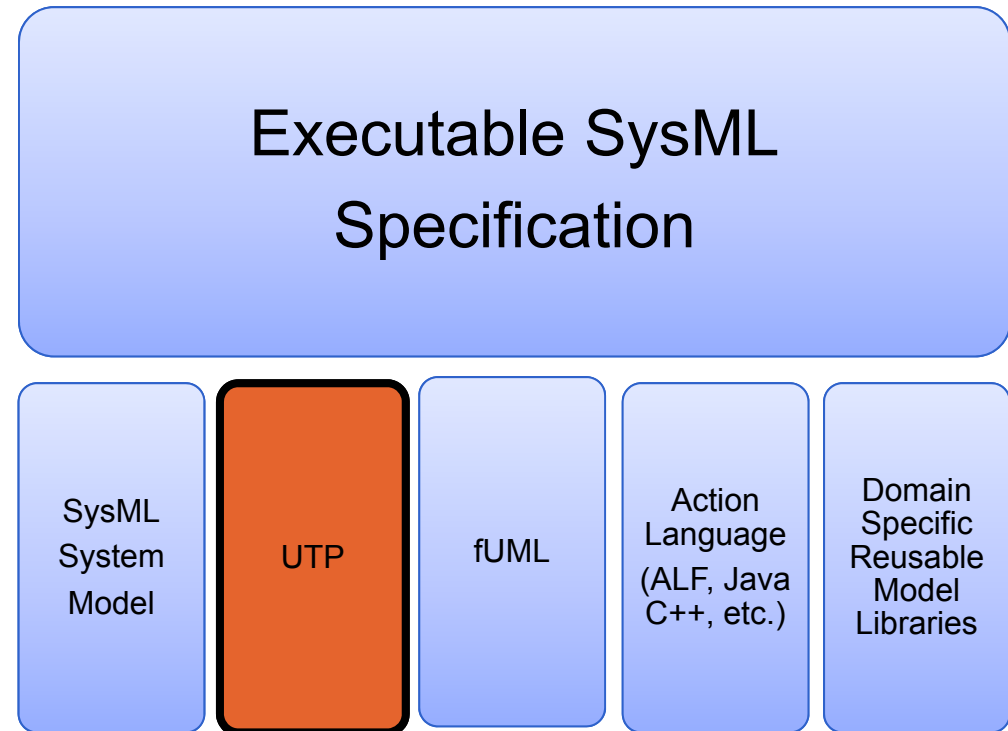 Executable SysML
Specification
SysML
System
Model
UTP
fUML
Action
Language
(ALF, Java
C++, etc.)
Domain
Specific
Reusable
Model
Libraries